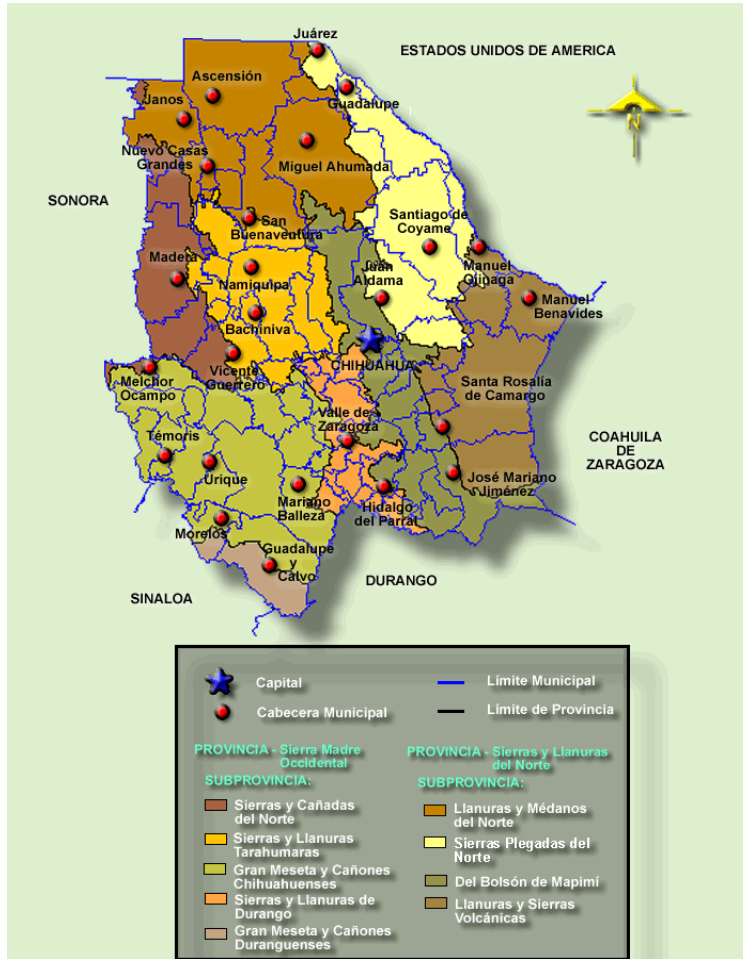 Juárez
ESTADOS UNIDOS DE AMERICA
Ascensión
Janos
Guadalupe
N
Nuevo Casas
Grandes
Miguel Ahumada
SONORA
San
Buenaventura
Santiago de
Coyame
Madera
Juan
Aldama
Manuel
Ojinaga
Namiquipa
Manuel
Benavides
Bachiniva
CHIHUAHUA
Vicente
Guerrero
Melchor
Ocampo
Santa Rosalía
de Camargo
Valle de
Zaragoza
Témoris
COAHUILA
DE
ZARAGOZA
Urique
José Mariano
Jiménez
Mariano
Balleza
Hidalgo
del Parral
Morelos
Guadalupe
y
Calvo
DURANGO
SINALOA
Capital
Límite Municipal
Cabecera Municipal
Límite de Provincia
PROVINCIA - Sierra Madre
Occidental
SUBPROVINCIA:
Sierras y Cañadas
del Norte
Sierras y Llanuras
Tarahumaras
Gran Meseta y Cañones
Chihuahuenses
Sierras y Llanuras de
Durango
Gran Meseta y Cañones
Duranguenses
PROVINCIA - Sierras y Llanuras
del Norte
SUBPROVINCIA:
Llanuras y Médanos
del Norte
Sierras Plegadas del
Norte
Del Bolsón de Mapimí
Llanuras y Sierras
Volcánicas